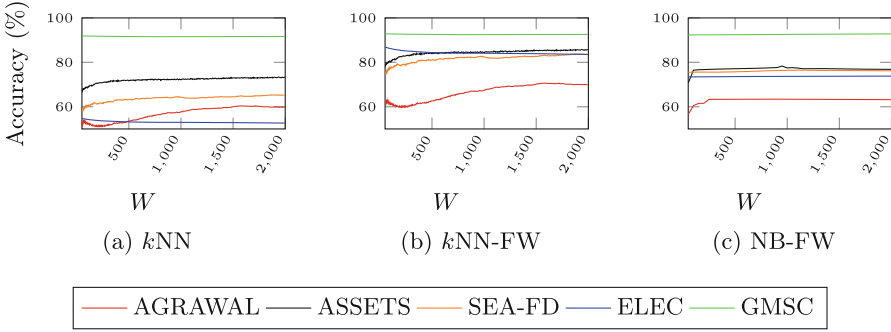 Accuracy (%)
100
80
60
500
1,000
1,500
2,000
W
(a) kNN
100
80
60
500
1,000
1,500
2,000
W
(b) kNN-FW
100
80
60
500
1,000
1,500
2,000
W
(c) NB-FW
AGRAWAL ASSETS SEA-FD ELEC GMSC